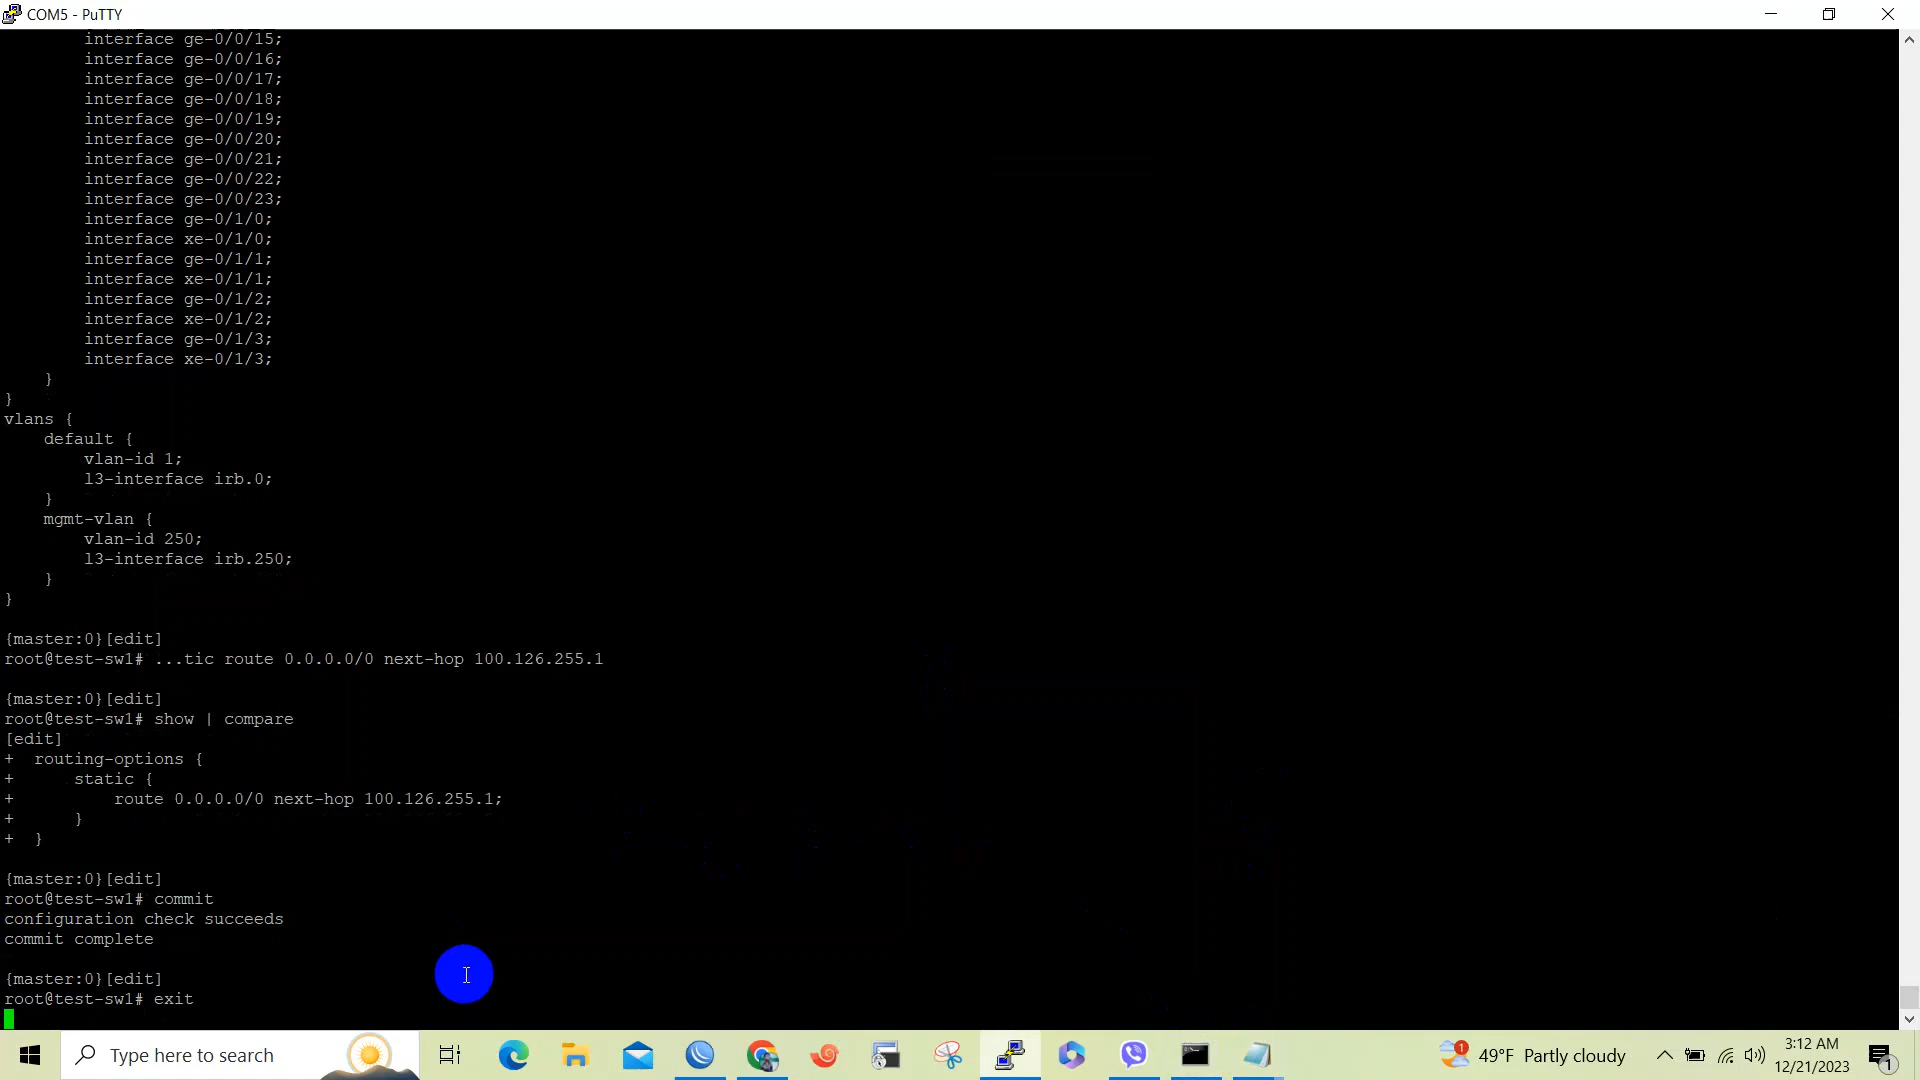 COM5 - PuTTY
interface ge-0/0/15;
interface ge-0/0/16;
interface ge-0/0/17;
interface ge-0/0/18;
interface ge-0/0/19;
interface ge-0/0/20;
interface ge-0/0/21;
interface ge-0/0/22;
interface ge-0/0/23;
interface ge-0/1/0;
interface xe-0/1/0;
interface ge-0/1/1;
interface xe-0/1/1;
interface ge-0/1/2;
interface xe-0/1/2;
interface ge-0/1/3;
interface xe-0/1/3;
}
}
vlans {
default {
vlan-id 1;
l3-interface irb.0;
}
mgmt-vlan {
vlan-id 250;
l3-interface irb.250;
}
}
{master:0}[edit]
root@test-sw1# ...tic route 0.0.0.0/0 next-hop 100.126.255.1
{master:0}[edit]
root@test-sw1# show | compare
[edit]
+ routing-options {
+ static {
+ route 0.0.0.0/0 next-hop 100.126.255.1;
+ }
+ }
{master:0}[edit]
root@test-sw1# commit
configuration check succeeds
commit complete
{master:0}[edit]
root@test-sw1# exit
Type here to search
1
49°F Partly cloudy
3:12 AM
12/21/2023
1